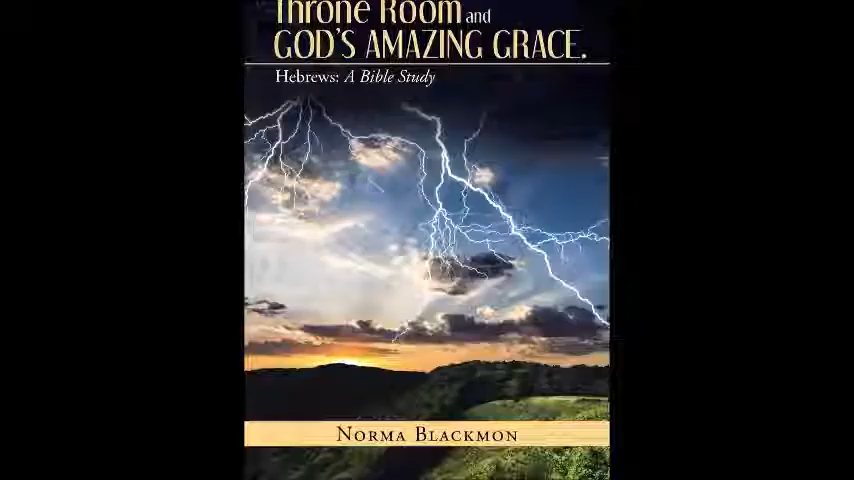 Throne Room and
GOD'S AMAZING GRACE.
Hebrews: A Bible Study
NORMA BLACKMON